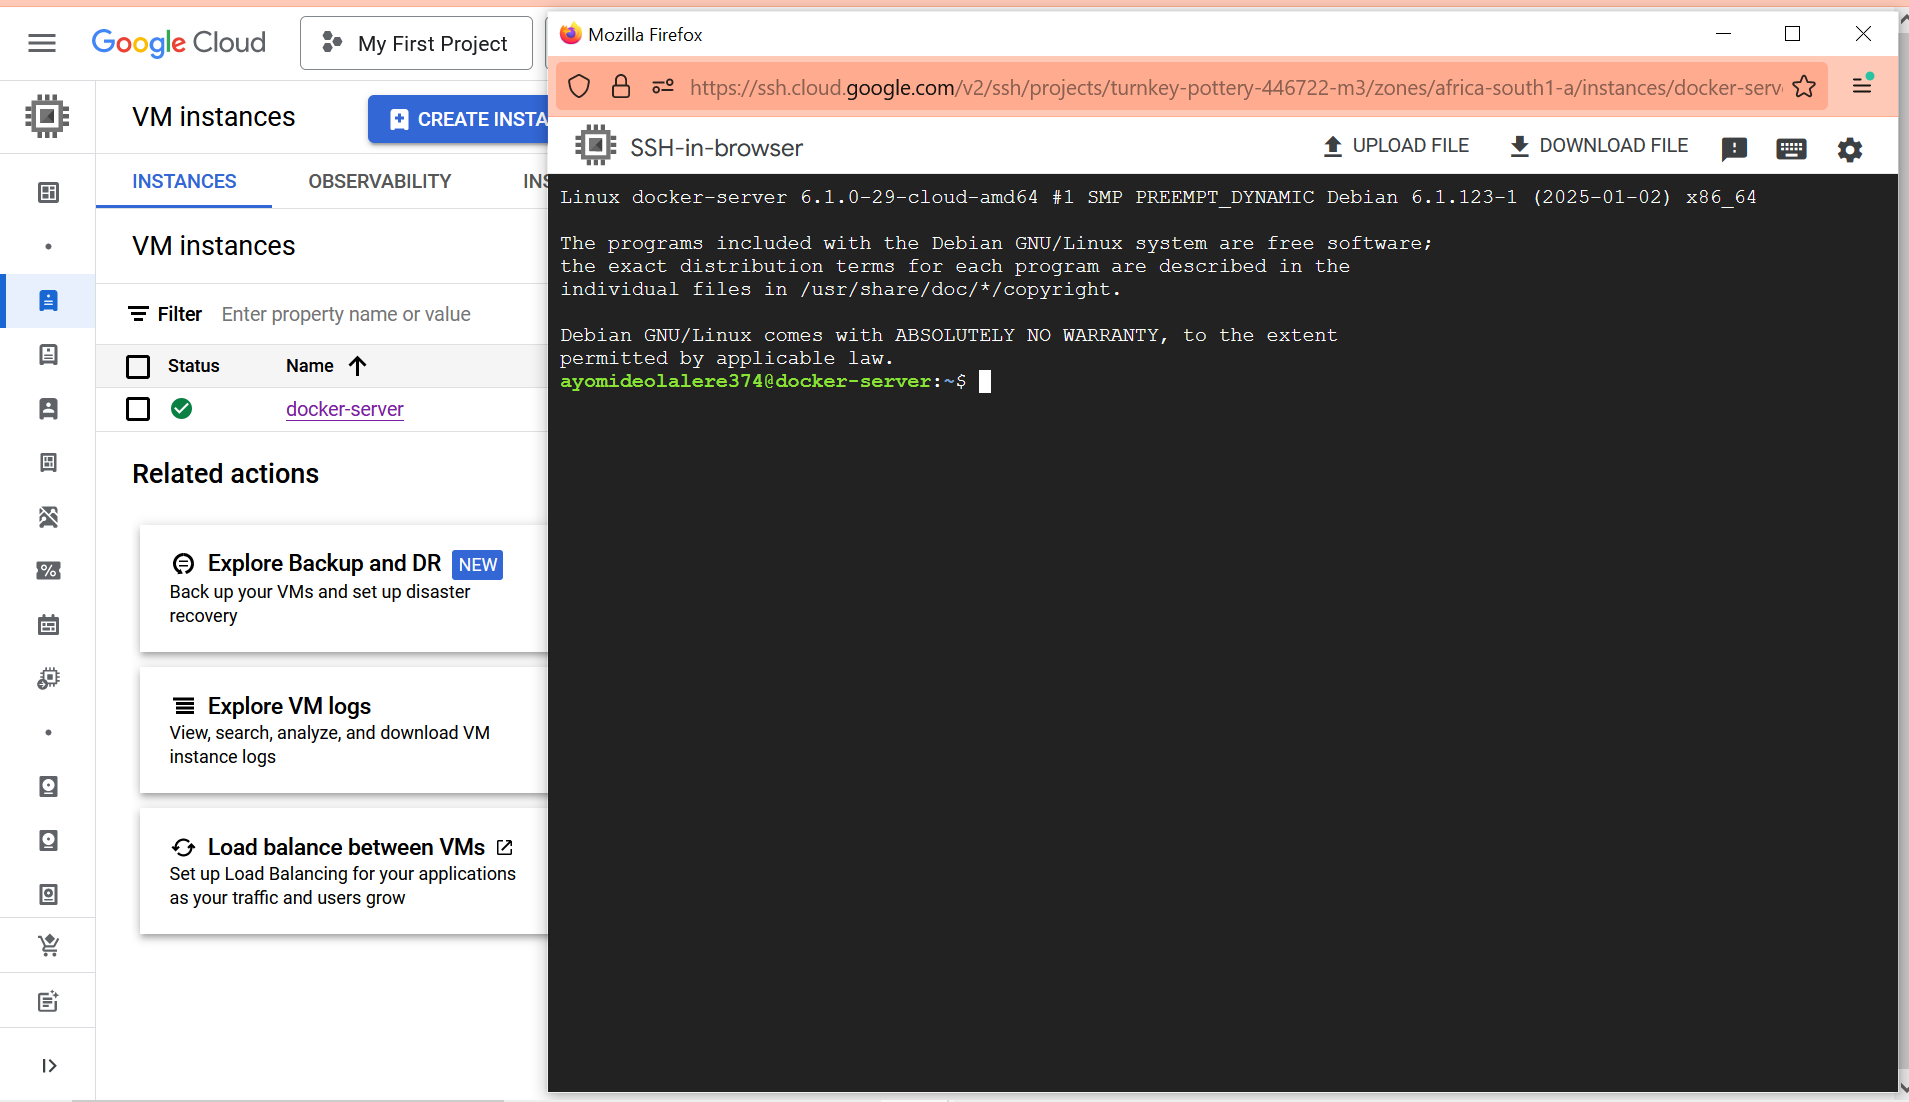 Google Cloud
My First Project
VM instances
CREATE INSTA
INSTANCES
OBSERVABILITY
INS
VM instances
Filter
Enter property name or value
Status
Name
docker-server
Related actions
Explore Backup and DR
NEW
Back up your VMs and set up disaster
recovery
Explore VM logs
View, search, analyze, and download VM
instance logs
Load balance between VMs
Set up Load Balancing for your applications
as your traffic and users grow
Mozilla Firefox
https://ssh.cloud.google.com/v2/ssh/projects/turnkey-pottery-446722-m3/zones/africa-south1-a/instances/docker-serv
SSH-in-browser
UPLOAD FILE
DOWNLOAD FILE
Linux docker-server 6.1.0-29-cloud-amd64 #1 SMP PREEMPT_DYNAMIC Debian 6.1.123-1 (2025-01-02) x86_64
The programs included with the Debian GNU/Linux system are free software;
the exact distribution terms for each program are described in the
individual files in /usr/share/doc/*/copyright.
Debian GNU/Linux comes with ABSOLUTELY NO WARRANTY, to the extent
permitted by applicable law.
ayomideolalere374@docker-server:~$